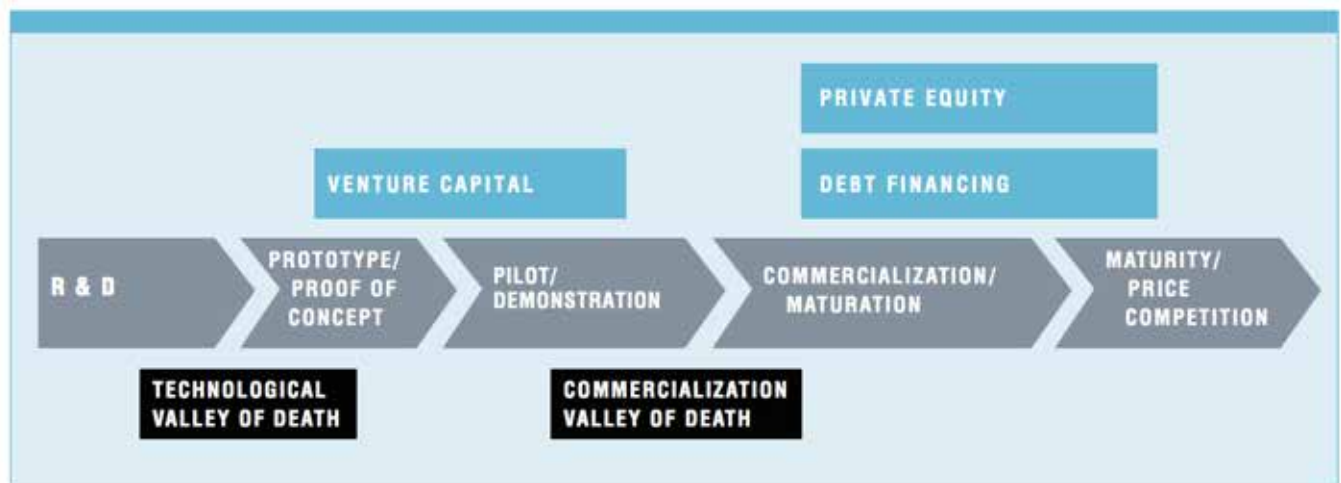 PRIVATE EQUITY
VENTURE CAPITAL
DEBT FINANCING
R & D
PROTOTYPE/
PROOF OF
CONCEPT
PILOT/
DEMONSTRATION
COMMERCIALIZATION/
MATURATION
MATURITY/
PRICE
COMPETITION
TECHNOLOGICAL
VALLEY OF DEATH
COMMERCIALIZATION
VALLEY OF DEATH